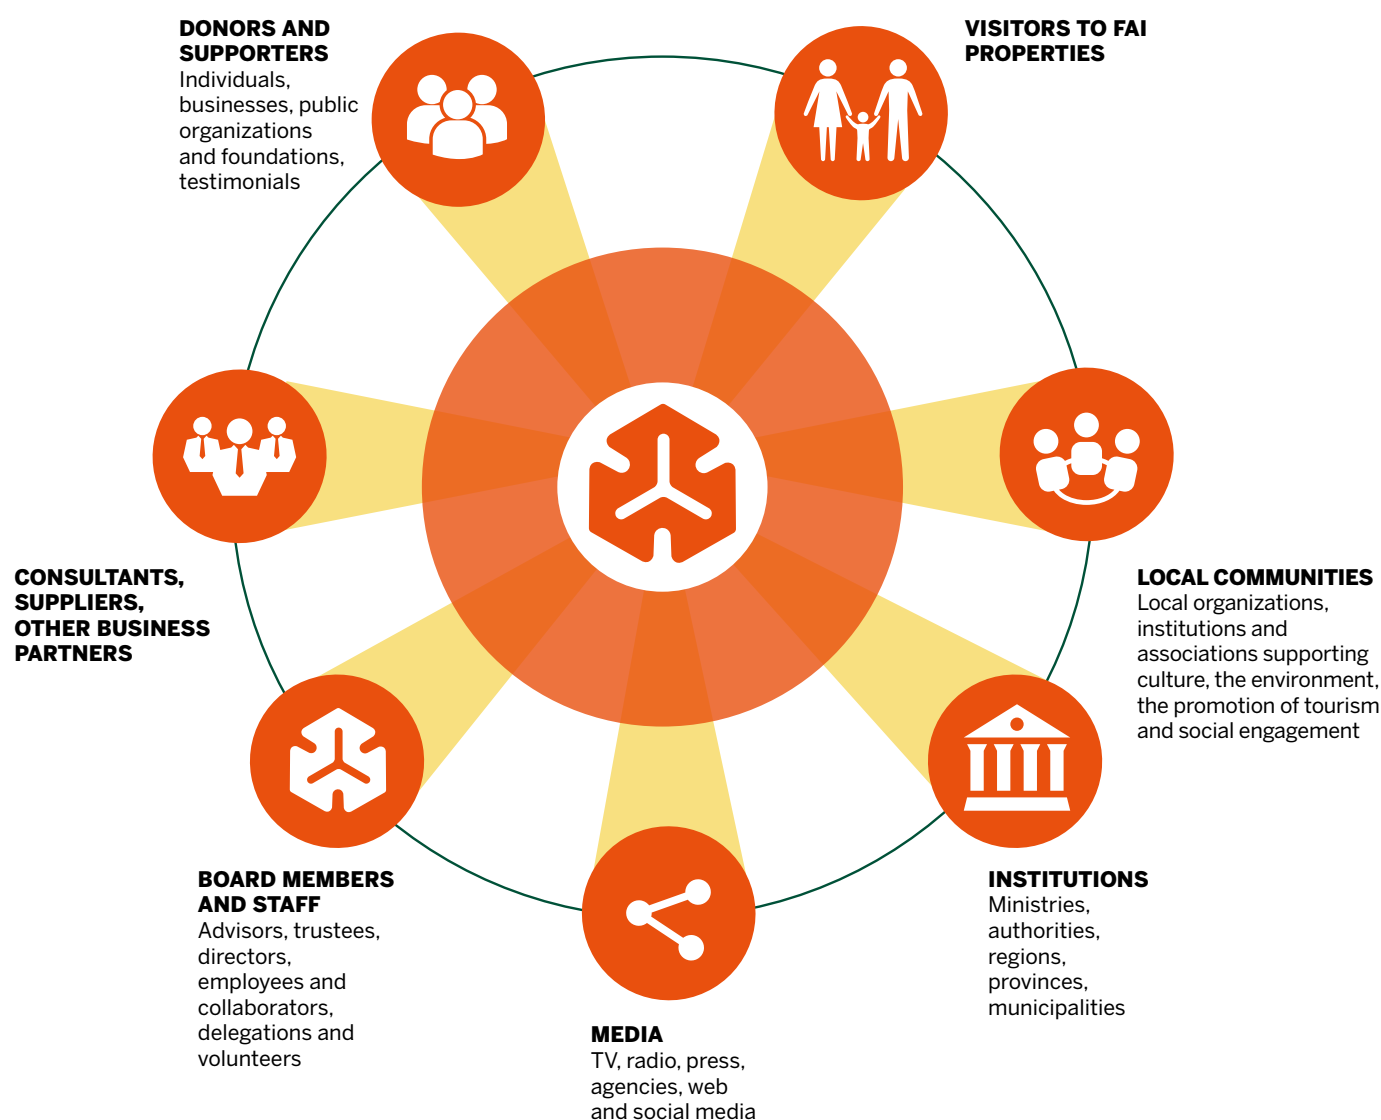 DONORS AND
SUPPORTERS
Individuals,
businesses, public
organizations
and foundations,
testimonials
VISITORS TO FAI
PROPERTIES
CONSULTANTS,
SUPPLIERS,
OTHER BUSINESS
PARTNERS
LOCAL COMMUNITIES
Local organizations,
institutions and
associations supporting
culture, the environment,
the promotion of tourism
and social engagement
BOARD MEMBERS
AND STAFF
Advisors, trustees,
directors,
employees and
collaborators,
delegations and
volunteers
INSTITUTIONS
Ministries,
authorities,
regions,
provinces,
municipalities
MEDIA
TV, radio, press,
agencies, web
and social media